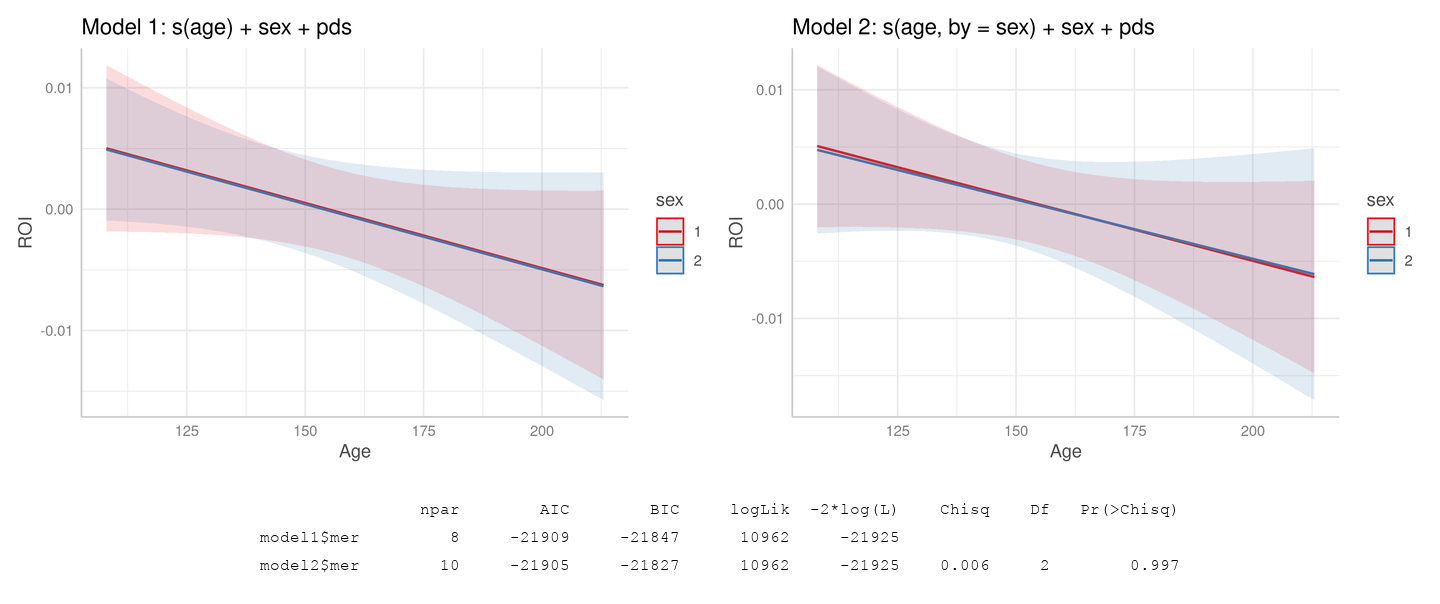 Model 1: s(age) + sex + pds
0.01
0.00
-0.01
ROI
125 150 175 200
Age
sex
1
2
Model 2: s(age, by = sex) + sex + pds
0.01
0.00
-0.01
ROI
125 150 175 200
Age
sex
1
2
npar AIC BIC logLik -2*log(L) Chisq Df Pr(>Chisq)
model1$mer 8 -21909 -21847 10962 -21925
model2$mer 10 -21905 -21827 10962 -21925 0.006 2 0.997